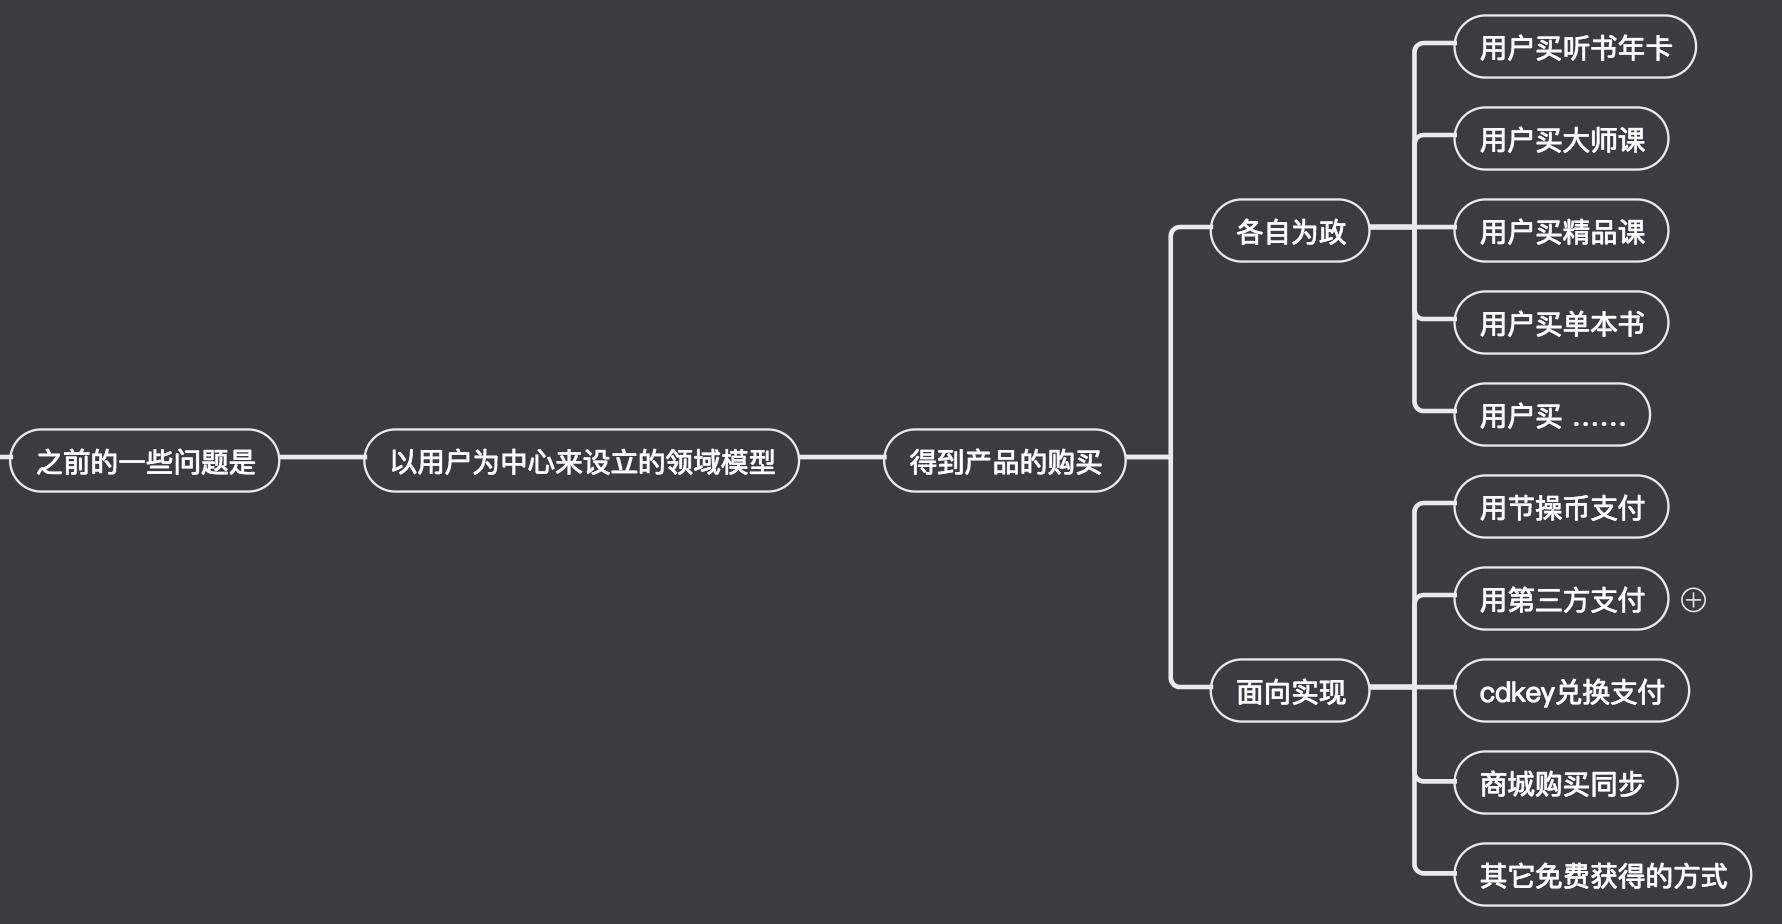 之前的一些问题是
以用户为中心来设立的领域模型
得到产品的购买
各自为政
用户买听书年卡
用户买大师课
用户买精品课
用户买单本书
用户买 ......
面向实现
用节操币支付
用第三方支付
cdkey兑换支付
商城购买同步
其它免费获得的方式